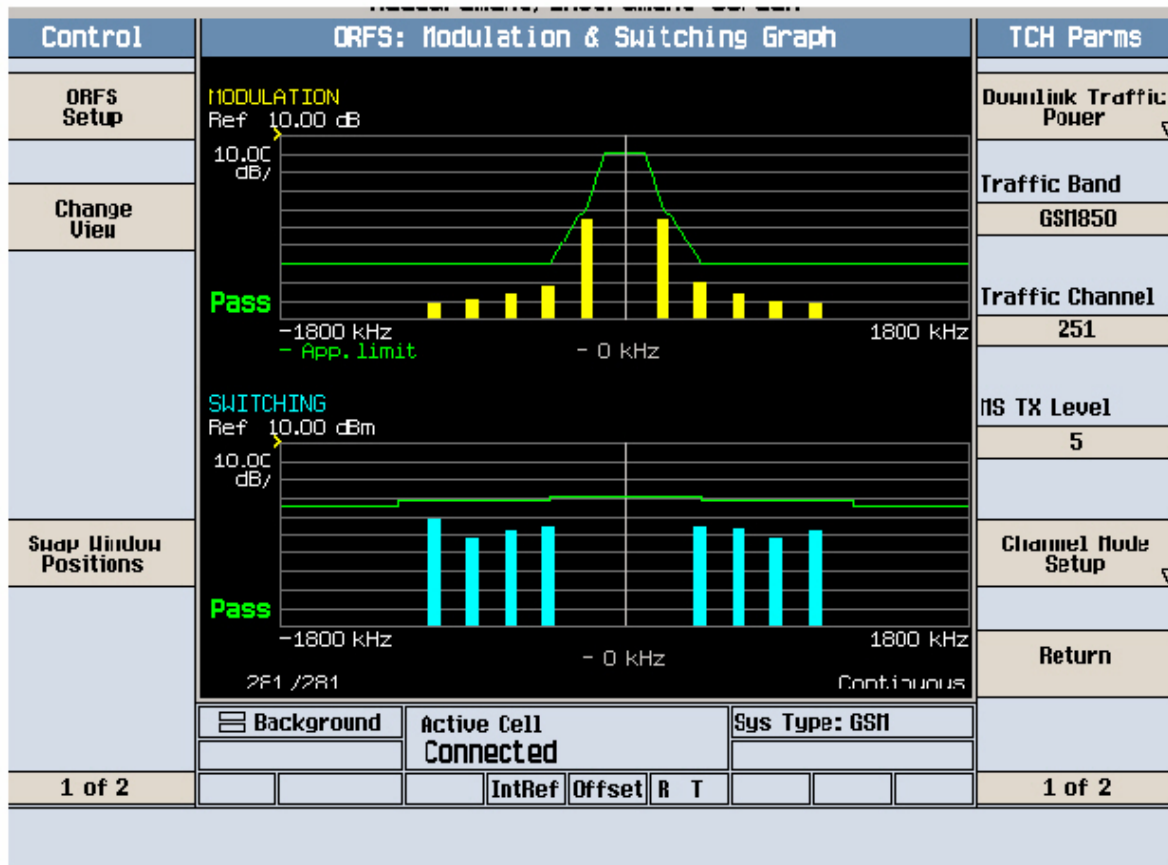 Control
ORFS: Modulation & Switching Graph
TCH Parms
ORFS
Setup
Change
View
Swap Window
Positions
1 of 2
MODULATION
Ref 10.00 dB
10.00
dB/
Pass
-1800 kHz
1800 kHz
- App.limit
- 0 kHz
SWITCHING
Ref 10.00 dBm
10.00
dB/
Pass
-1800 kHz
1800 kHz
- 0 kHz
281/281
Continuous
Background
Active Cell
Connected
Sys Type: GSM
IntRef
Offset
R T
Downlink Traffic
Power
Traffic Band
GSM850
Traffic Channel
251
MS TX Level
5
Channel Mode
Setup
Return
1 of 2